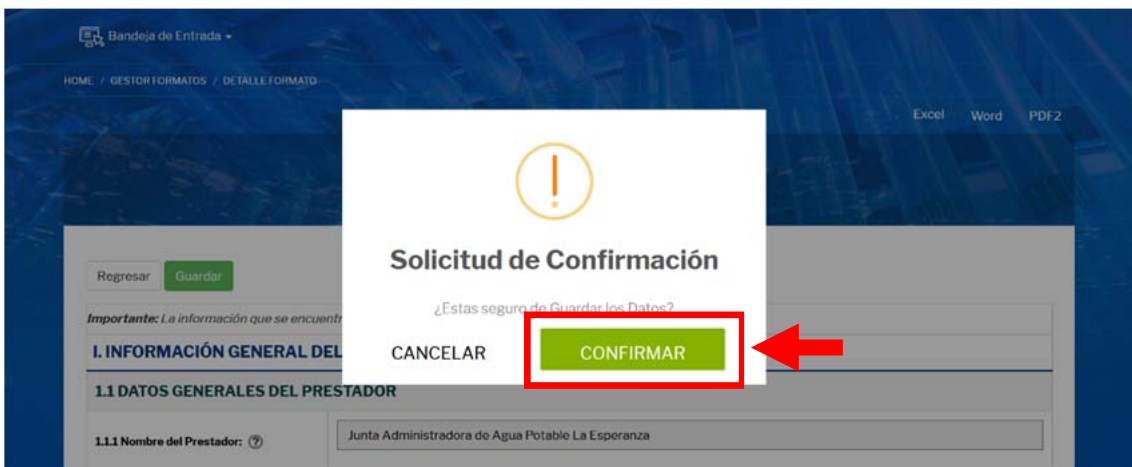 Bandeja de Entrada
HOME / GESTOR FORMATOS / DETALLE FORMATO
Excel Word PDF2
Solicitud de Confirmación
¿Estas seguro de Guardar los Datos?
CANCELAR CONFIRMAR
Regresar Guardar
Importante: La información que se
I. INFORMACIÓN GENERAL DEL
1.1 DATOS GENERALES DEL PRESTADOR
1.1.1 Nombre del Prestador: (?) Junta Administradora de Agua Potable La Esperanza